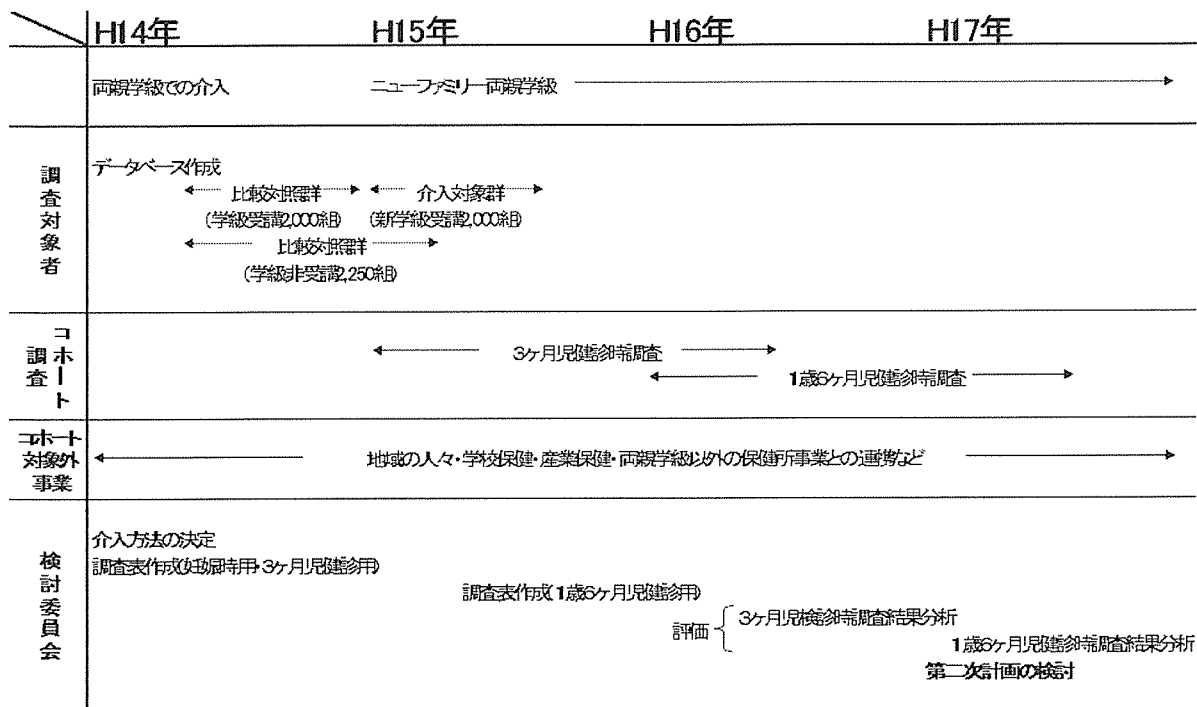 H14年 H15年 H16年 H17年
両親学級での介入 ニューファミリー両親学級
調査対象者
データベース作成
比較対照群 介入対象群
(学級受講2,000組) (新学級受講2,000組)
比較対照群
(学級非受講2,250組)
コホート調査
3ヶ月児健診時調査
1歳6ヶ月児健診時調査
コホート対象外事業
地域の人々・学校保健・産業保健・両親学級以外の保健所事業との連携など
検討委員会
介入方法の決定
調査表作成(妊娠時用・3ヶ月児健診用)
調査表作成(1歳6ヶ月児健診用)
評価 3ヶ月児検診時調査結果分析
1歳6ヶ月児健診時調査結果分析
第二次計画の検討